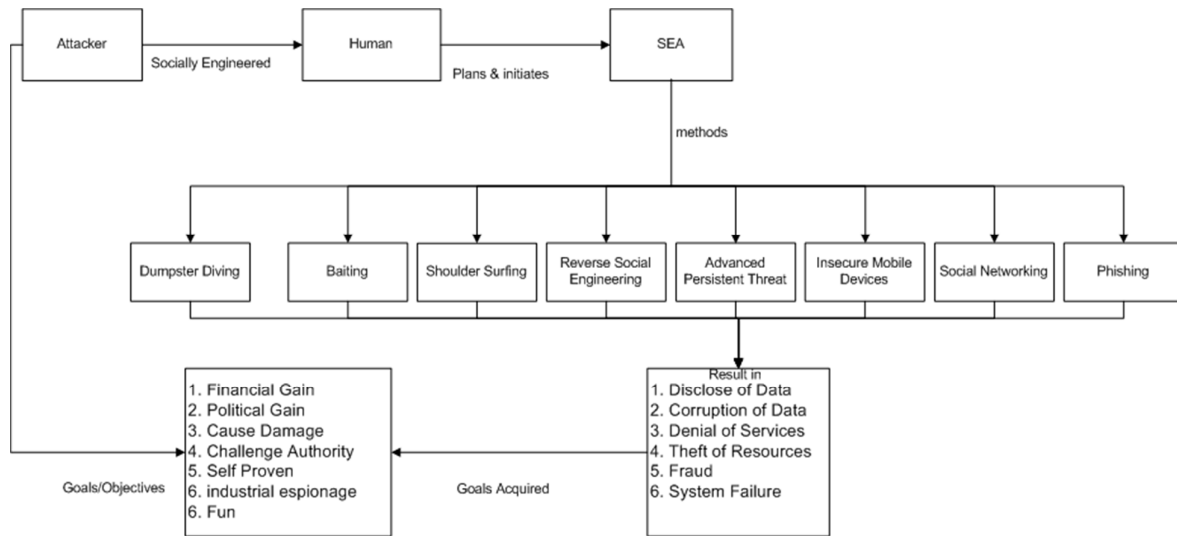 Attacker
Human
SEA
Socially Engineered
Plans & initiates
methods
Dumpster Diving
Baiting
Shoulder Surfing
Reverse Social
Engineering
Advanced
Persistent Threat
Insecure Mobile
Devices
Social Networking
Phishing
1. Financial Gain
2. Political Gain
3. Cause Damage
4. Challenge Authority
5. Self Proven
6. industrial espionage
6. Fun
Result in
1. Disclose of Data
2. Corruption of Data
3. Denial of Services
4. Theft of Resources
5. Fraud
6. System Failure
Goals/Objectives
Goals Acquired